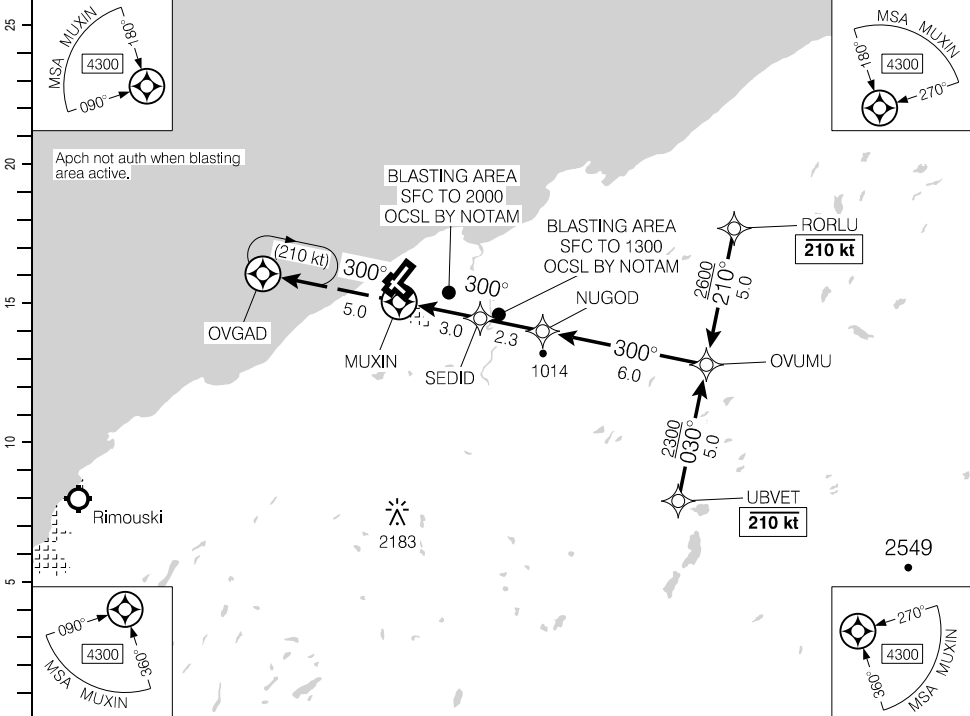 25
20
15
10
5
MSA MUXIN
180°
4300
090°
MSA MUXIN
180°
4300
270°
Apch not auth when blasting
area active.
BLASTING AREA
SFC TO 2000
OCSL BY NOTAM
BLASTING AREA
SFC TO 1300
OCSL BY NOTAM
RORLU
210 kt
(210 kt)
300°
300°
NUGOD
2600
210°
5.0
OVGAD
5.0
MUXIN
3.0
SEDID
2.3
1014
300°
6.0
OVUMU
2300
030°
5.0
UBVET
210 kt
Rimouski
2183
2549
090°
4300
360°
MSA MUXIN
270°
4300
360°
MSA MUXIN